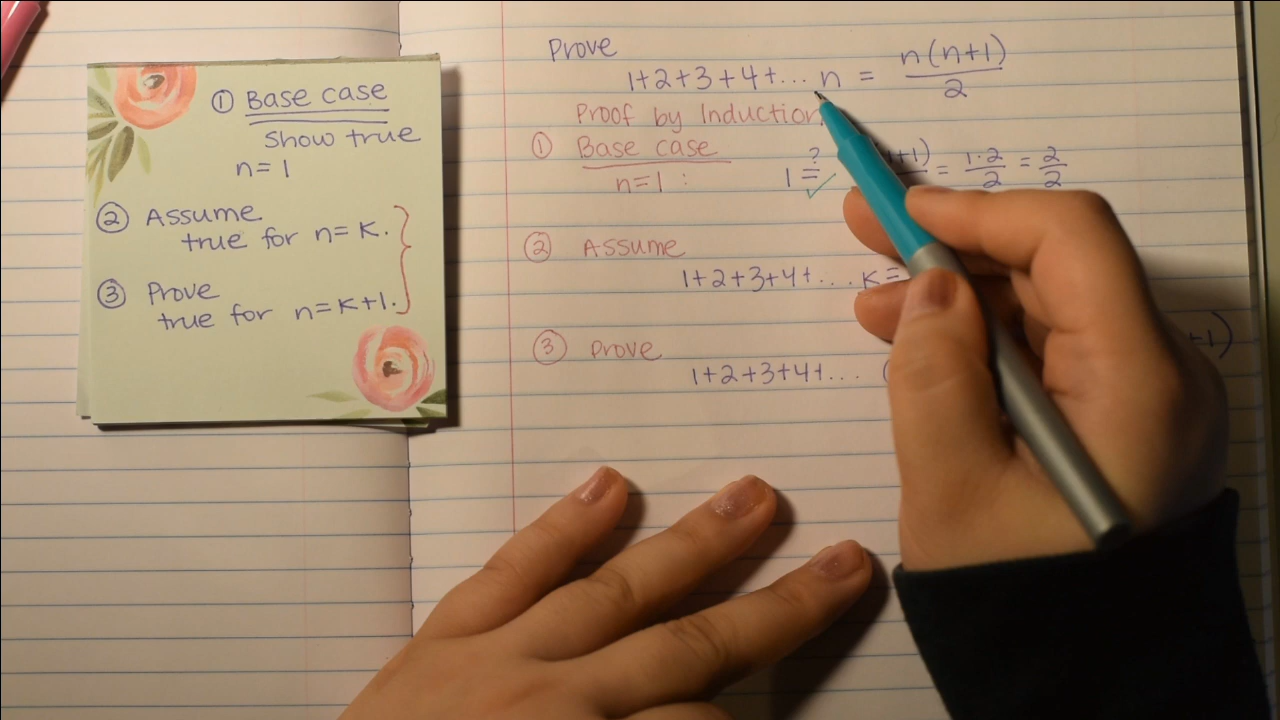 ① Base case
Show true
n=1
② Assume
true for n=k.
③ Prove
true for n=k+1.
Prove
1+2+3+4+... n = n(n+1)/2
Proof by Induction
① Base case
n=1 :
1 ?= +1) = 1·2/2 = 2/2
② Assume
1+2+3+4+.... k =
③ Prove
1+2+3+4+... ( +1)